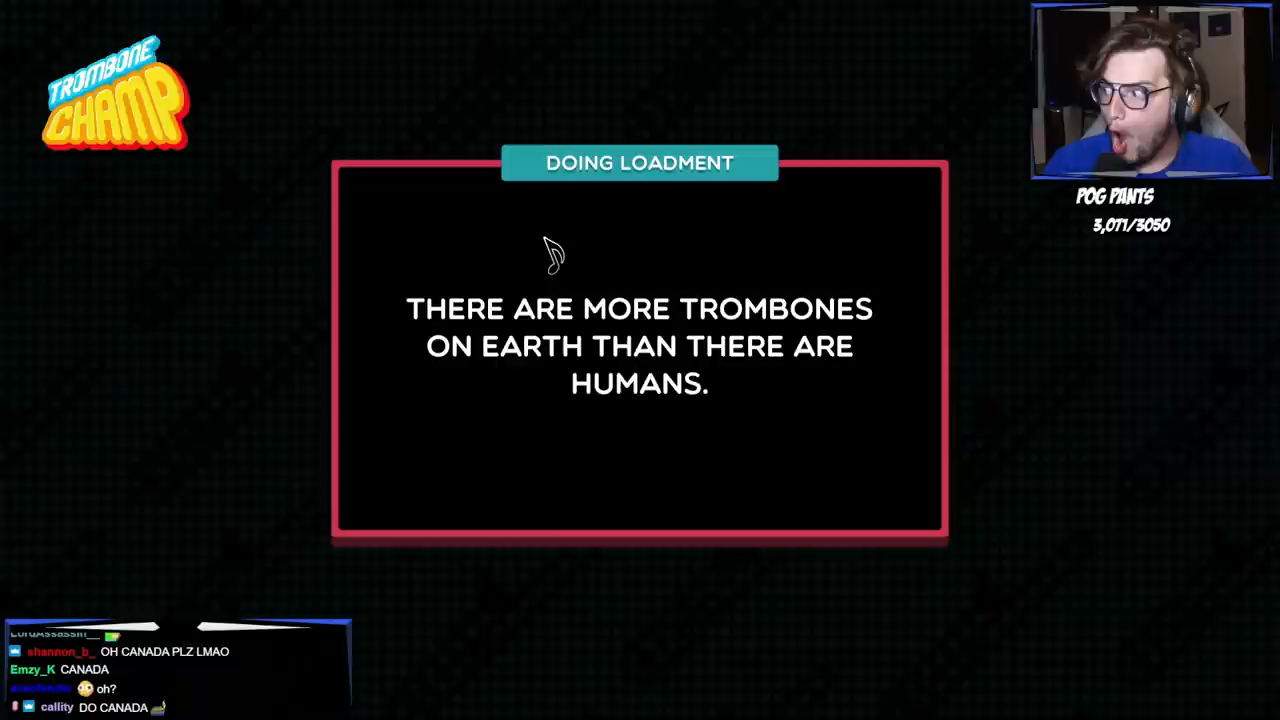 TROMBONE
CHAMP
DOING LOADMENT
THERE ARE MORE TROMBONES
ON EARTH THAN THERE ARE
HUMANS.
POG PANTS
3,071/3050
LordAssassin__
shannon_b_ OH CANADA PLZ LMAO
Emzy_K CANADA
oh?
callity DO CANADA